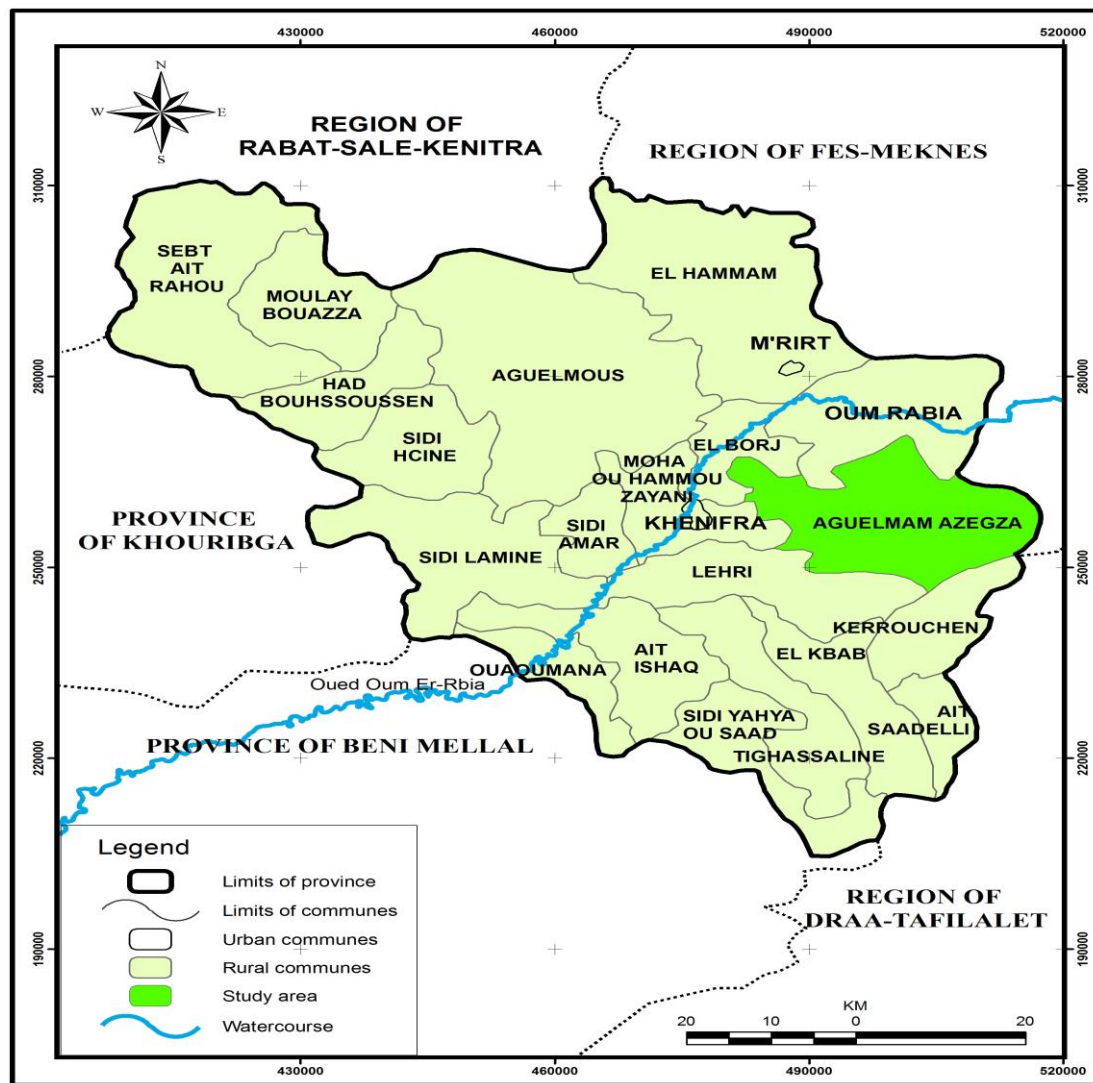 430000
460000
490000
520000
N
W
E
S
REGION OF
RABAT-SALE-KENITRA
REGION OF FES-MEKNES
310000
310000
SEBT
AIT
RAHOU
MOULAY
BOUAZZA
EL HAMMAM
M'RIRT
280000
280000
HAD
BOUHSSOUSSEN
AGUELMOUS
OUM RABIA
SIDI
HCINE
EL BORJ
MOHA
OU HAMMOU
ZAYANI
PROVINCE
OF KHOURIBGA
SIDI
AMAR
KHENIFRA
AGUELMAM AZEGZA
SIDI LAMINE
LEHRI
250000
250000
KERROUCHEN
AIT
ISHAQ
EL KBAB
OUAOUMANA
Oued Oum Er-Rbia
SIDI YAHYA
OU SAAD
AIT
SAADELLI
PROVINCE OF BENI MELLAL
TIGHASSALINE
220000
220000
Legend
Limits of province
Limits of communes
Urban communes
Rural communes
Study area
Watercourse
REGION OF
DRAA-TAFILALET
190000
190000
KM
20
10
0
20
430000
460000
490000
520000